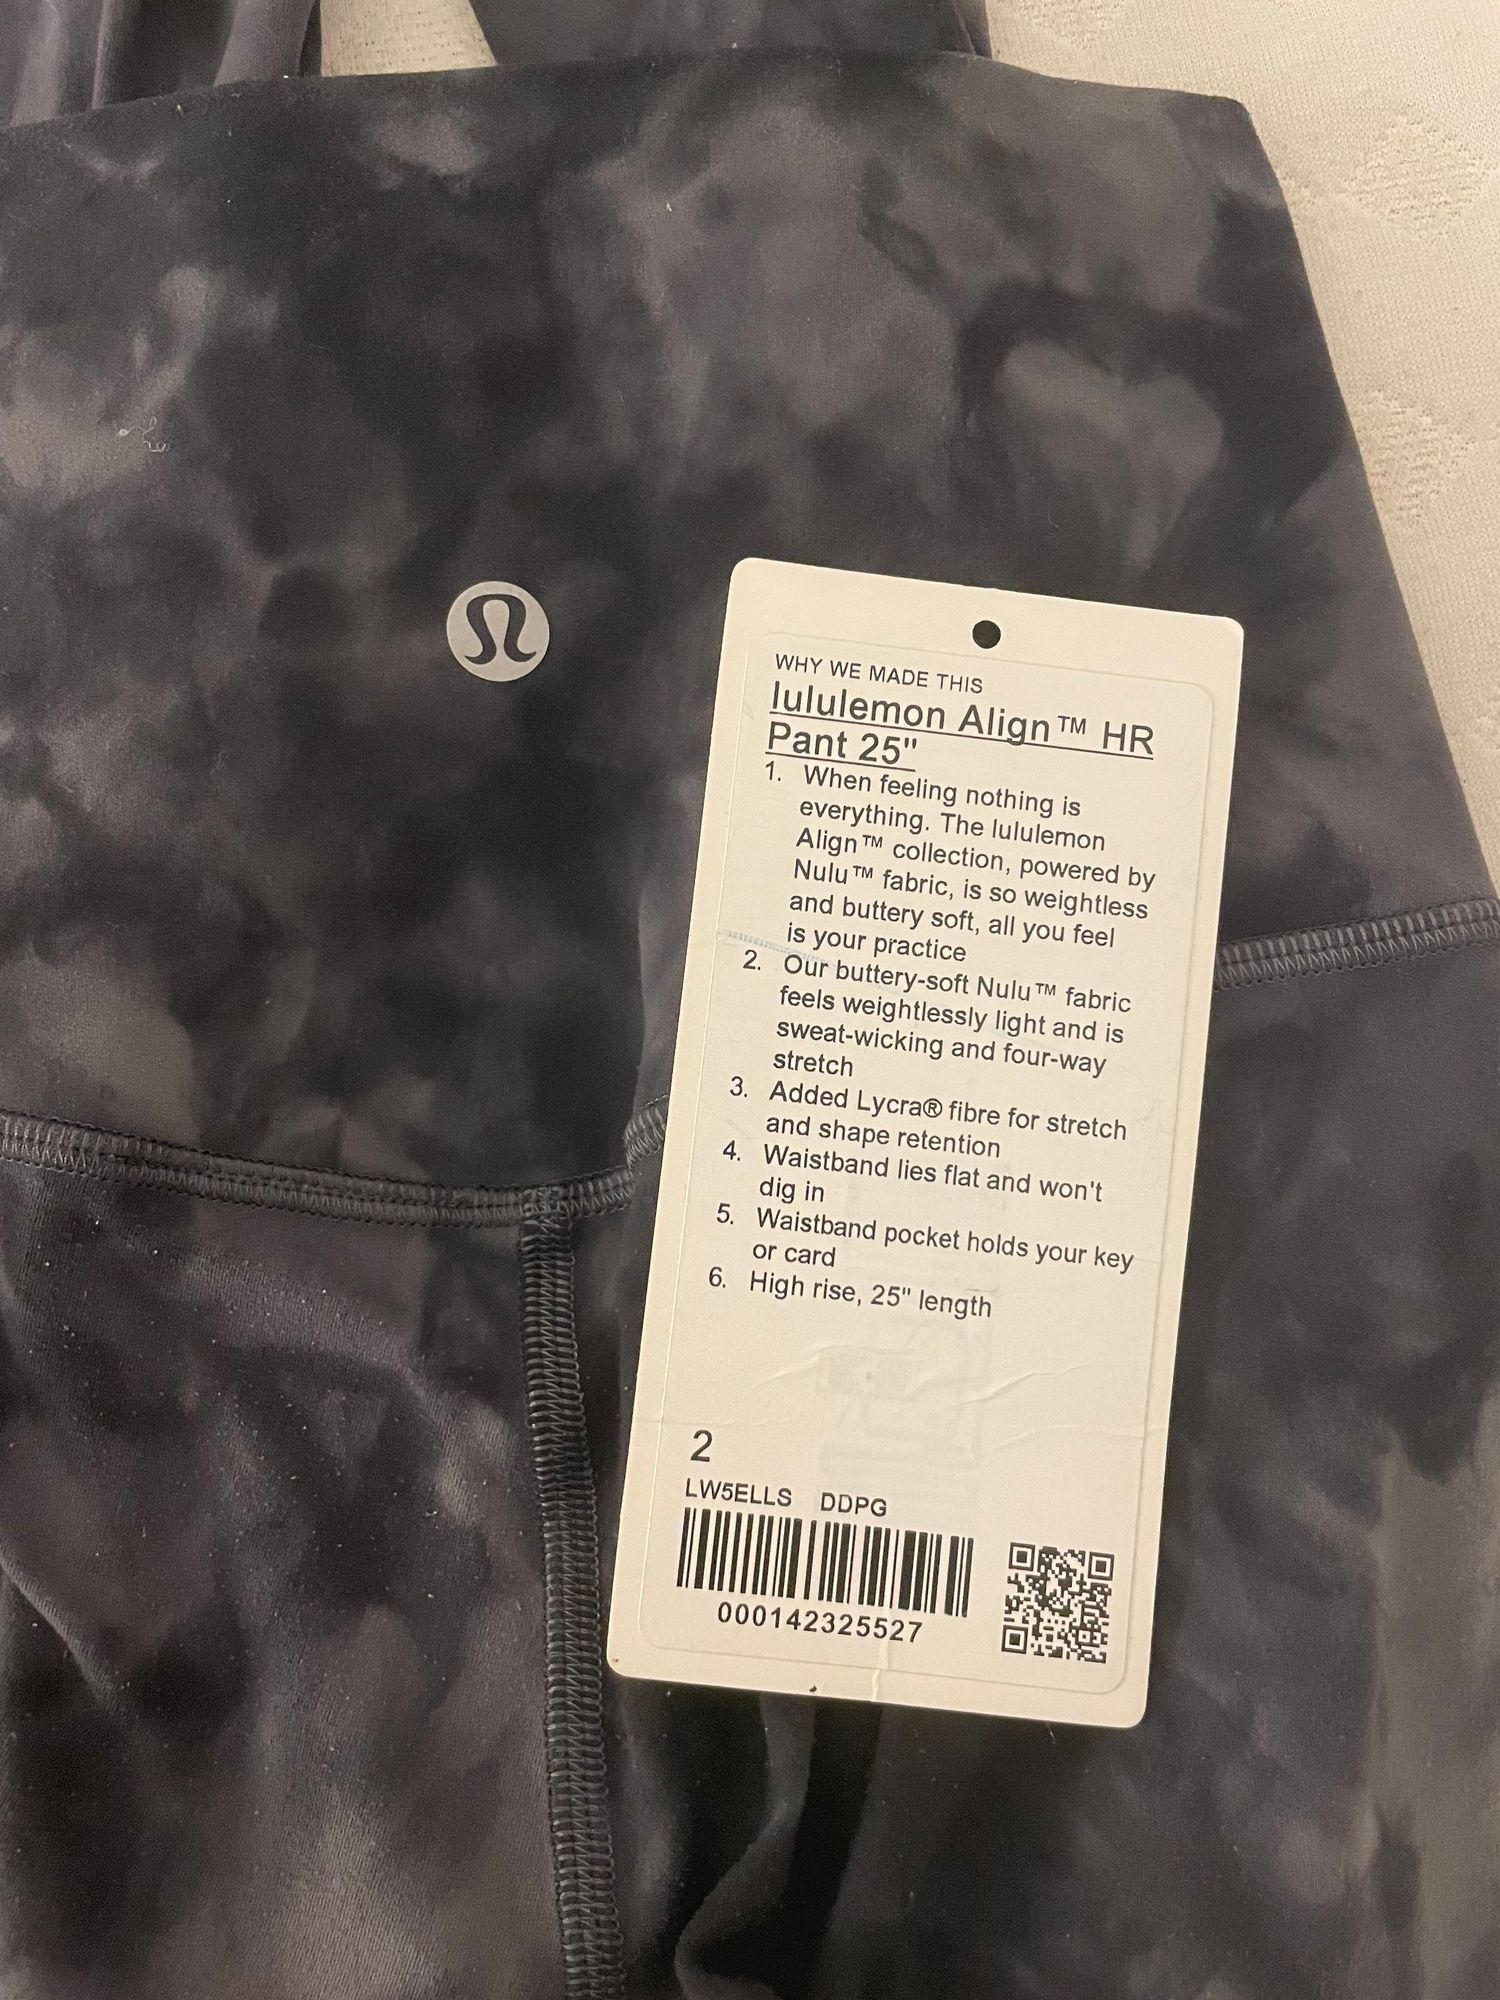 WHY WE MADE THIS
lululemon Align™ HR
Pant 25"
1. When feeling nothing is
everything. The lululemon
Align™ collection, powered by
Nulu™ fabric, is so weightless
and buttery soft, all you feel
is your practice
2. Our buttery-soft Nulu™ fabric
feels weightlessly light and is
sweat-wicking and four-way
stretch
3. Added Lycra® fibre for stretch
and shape retention
4. Waistband lies flat and won't
dig in
5. Waistband pocket holds your key
or card
6. High rise, 25" length
2
LW5ELLS DDPG
000142325527